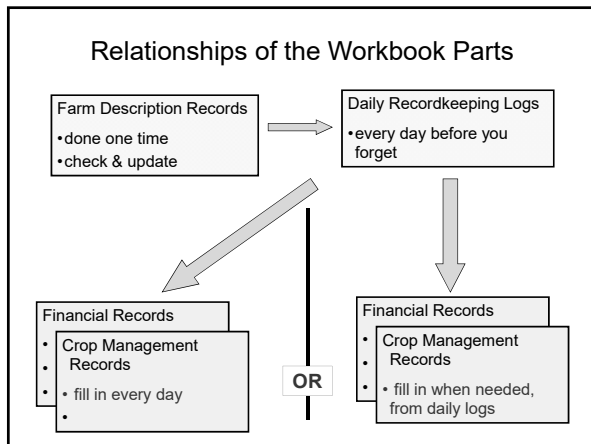 Relationships of the Workbook Parts
Farm Description Records
•done one time
•check & update
Daily Recordkeeping Logs
•every day before you
forget
Financial Records
•
•
•
Crop Management
Records
• fill in every day
•
OR
Financial Records
•
•
•
Crop Management
Records
• fill in when needed,
from daily logs